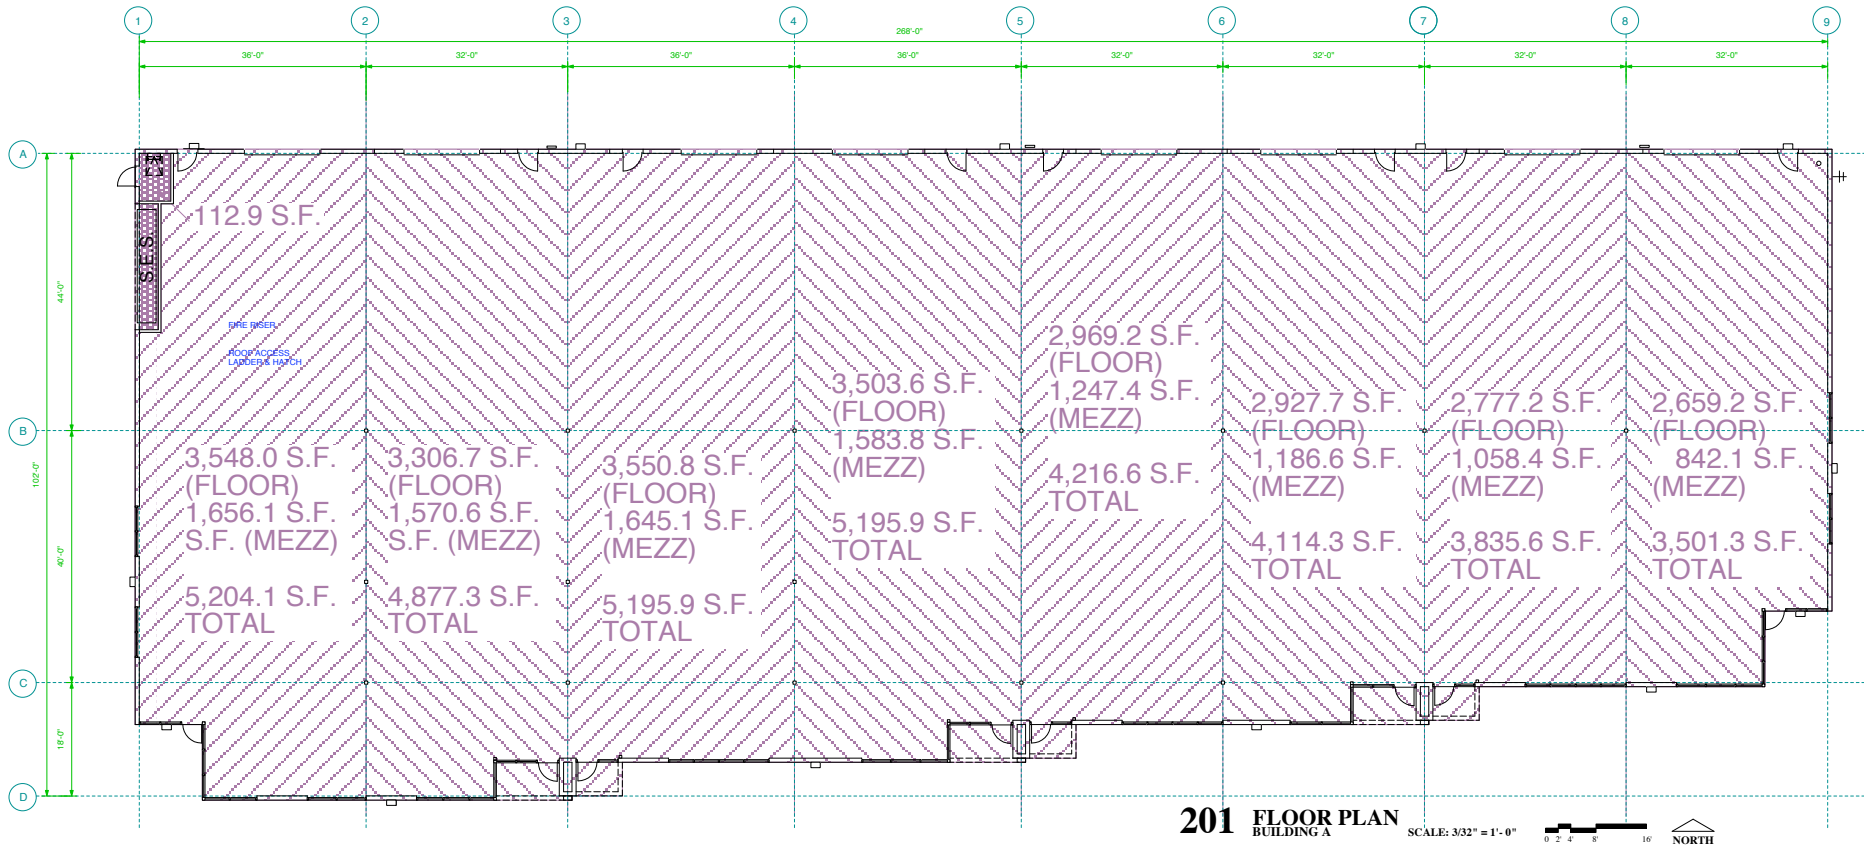 1 2 3 4 5 6 7 8 9
268'-0"
36'-0" 32'-0" 36'-0" 36'-0" 32'-0" 32'-0" 32'-0" 32'-0"
A
112.9 S.F.
SES
44'-0"
FIRE RISER
ROOF ACCESS
LADDER & HATCH
B
102'-0"
40'-0"
3,548.0 S.F.
(FLOOR)
1,656.1 S.F.
S.F. (MEZZ)
5,204.1 S.F.
TOTAL
3,306.7 S.F.
(FLOOR)
1,570.6 S.F.
S.F. (MEZZ)
4,877.3 S.F.
TOTAL
3,550.8 S.F.
(FLOOR)
1,645.1 S.F.
(MEZZ)
5,195.9 S.F.
TOTAL
3,503.6 S.F.
(FLOOR)
1,583.8 S.F.
(MEZZ)
5,195.9 S.F.
TOTAL
2,969.2 S.F.
(FLOOR)
1,247.4 S.F.
(MEZZ)
4,216.6 S.F.
TOTAL
2,927.7 S.F.
(FLOOR)
1,186.6 S.F.
(MEZZ)
4,114.3 S.F.
TOTAL
2,777.2 S.F.
(FLOOR)
1,058.4 S.F.
(MEZZ)
3,835.6 S.F.
TOTAL
2,659.2 S.F.
(FLOOR)
842.1 S.F.
(MEZZ)
3,501.3 S.F.
TOTAL
C
18'-0"
D
201 FLOOR PLAN
BUILDING A SCALE: 3/32" = 1'- 0"
0 2' 4' 8' 16'
NORTH